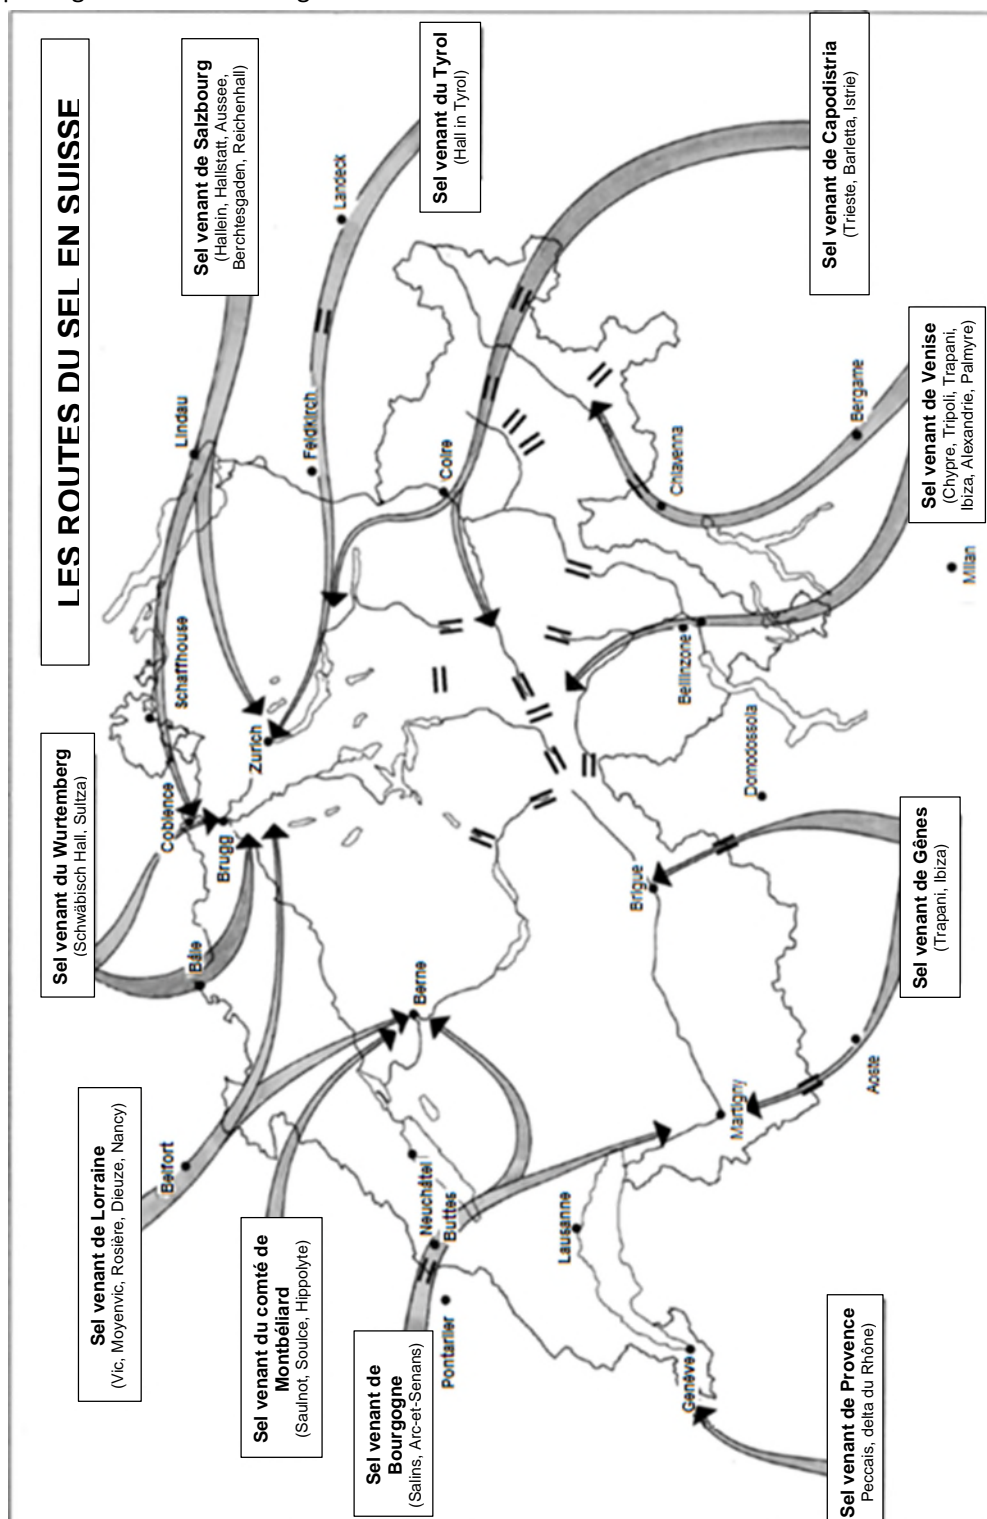 LES ROUTES DU SEL EN SUISSE
Sel venant du Wurtemberg
(Schwäbisch Hall, Sultza)
Sel venant de Salzbourg
(Hallein, Hallstatt, Aussee,
Berchtesgaden, Reichenhall)
Sel venant de Lorraine
(Vic, Moyenvic, Rosière, Dieuze, Nancy)
Sel venant du comté de
Montbéliard
(Saulnot, Soulce, Hippolyte)
Sel venant de
Bourgogne
(Salins, Arc-et-Senans)
Sel venant du Tyrol
(Hall in Tyrol)
Sel venant de Capodistria
(Trieste, Barletta, Istrie)
Sel venant de Venise
(Chypre, Tripoli, Trapani,
Ibiza, Alexandrie, Palmyre)
Sel venant de Gênes
(Trapani, Ibiza)
Sel venant de Provence
Peccais, delta du Rhône)
Belfort
Bâle
Coblence
Brugg
Schaffhouse
Zurich
Lindau
Feldkirch
Landeck
Pontarlier
Neuchâtel
Buttes
Berne
Coire
Lausanne
Genève
Martigny
Brigue
Aoste
Domodossola
Bellinzone
Chiavenna
Bergame
Milan